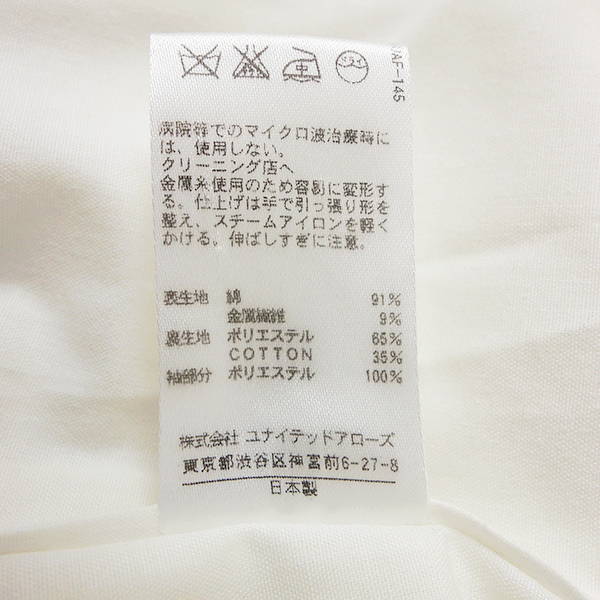 ドライ
中
TAF-145
病院等でのマイクロ波治療時に
は、使用しない。
クリーニング店へ
金属糸使用のため容易に変形す
る。仕上げは手で引っ張り形を
整え、スチームアイロンを軽く
かける。伸ばしすぎに注意。
表生地 綿 91%
金属繊維 9%
裏生地 ポリエステル 65%
COTTON 35%
袖部分 ポリエステル 100%
株式会社 ユナイテッドアローズ
東京都渋谷区神宮前6-27-8
日本製